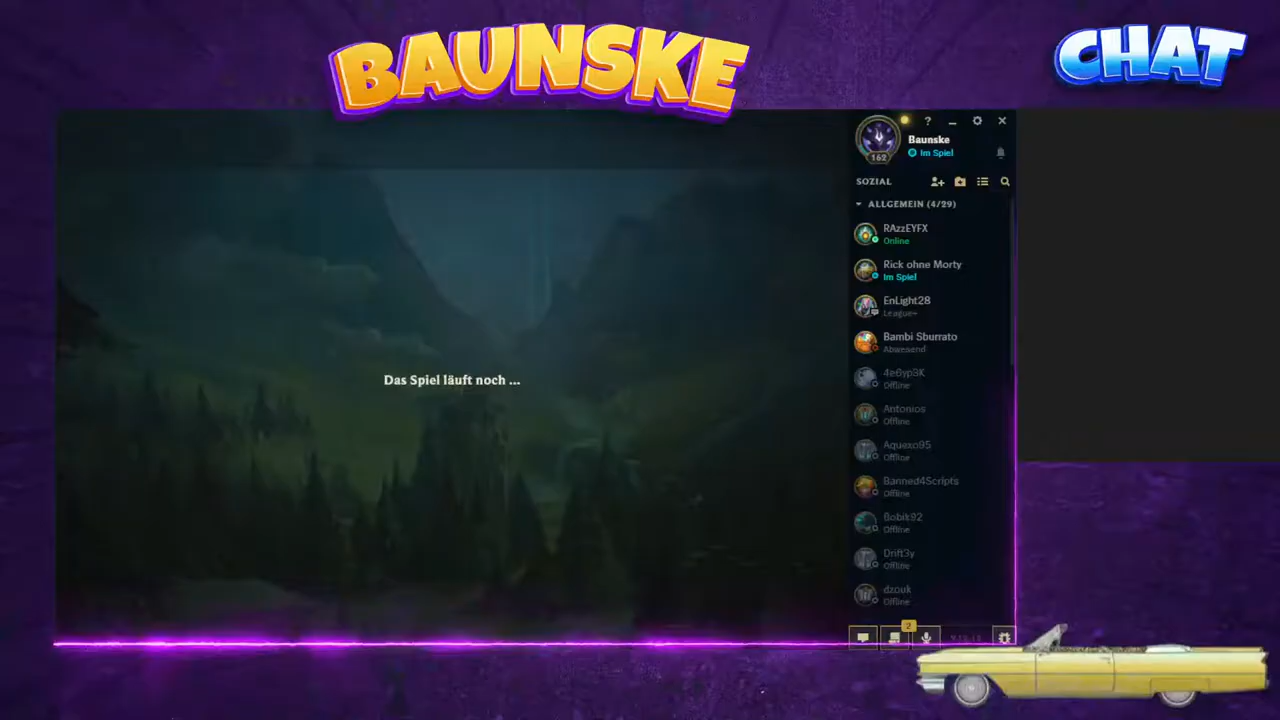 BAUNSKE
CHAT
?
Baunske
162
Im Spiel
SOZIAL
ALLGEMEIN (4/29)
RAzzEYFX
Online
Rick ohne Morty
Im Spiel
EnLight28
League+
Bambi Sburrato
Abwesend
Das Spiel läuft noch ...
Offline
Antonios
Offline
Aquexo95
Offline
Banned4Scripts
Offline
Bobik92
Offline
Drift3y
Offline
dzouk
Offline
2